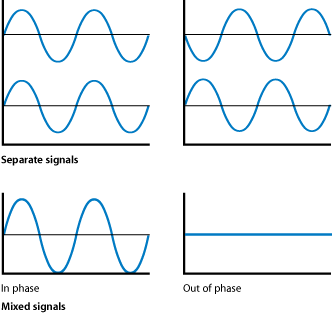 Separate signals
In phase
Out of phase
Mixed signals